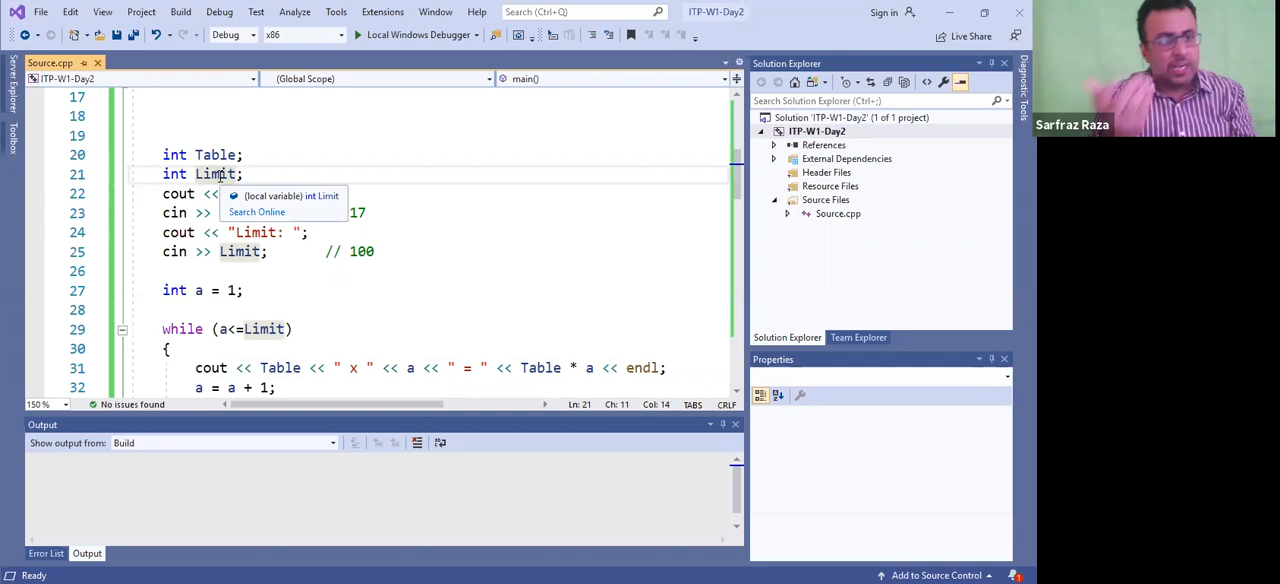 File Edit View Project Build Debug Test Analyze Tools Extensions Window Help Search (Ctrl+Q) ITP-W1-Day2 Sign in
Debug x86 Local Windows Debugger Live Share
Server Explorer
Toolbox
Source.cpp
ITP-W1-Day2 (Global Scope) main()
17
18
19
20 int Table;
21 int Limit;
22 cout <<
23 cin >> 17
(local variable) int Limit
Search Online
24 cout << "Limit: ";
25 cin >> Limit; // 100
26
27 int a = 1;
28
29 while (a<=Limit)
30 {
31 cout << Table << " x " << a << " = " << Table * a << endl;
32 a = a + 1;
150 % No issues found Ln: 21 Ch: 11 Col: 14 TABS CRLF
Output
Show output from: Build
Error List Output
Solution Explorer
Search Solution Explorer (Ctrl+;)
Solution 'ITP-W1-Day2' (1 of 1 project)
ITP-W1-Day2
References
External Dependencies
Header Files
Resource Files
Source Files
Source.cpp
Solution Explorer Team Explorer
Properties
Diagnostic Tools
Sarfraz Raza
Ready Add to Source Control 1